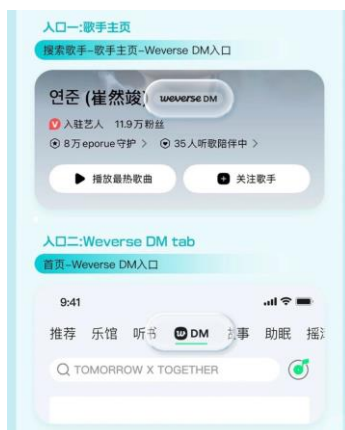 入口一:歌手主页
搜索歌手-歌手主页-Weverse DM入口
연준 (崔然竣) weverse DM
入驻艺人 11.9万粉丝
8万eporue守护 > 35人听歌陪伴中 >
播放最热歌曲 关注歌手
入口二:Weverse DM tab
首页-Weverse DM入口
9:41
推荐 乐馆 听书 DM 事 助眠 摇
TOMORROW X TOGETHER